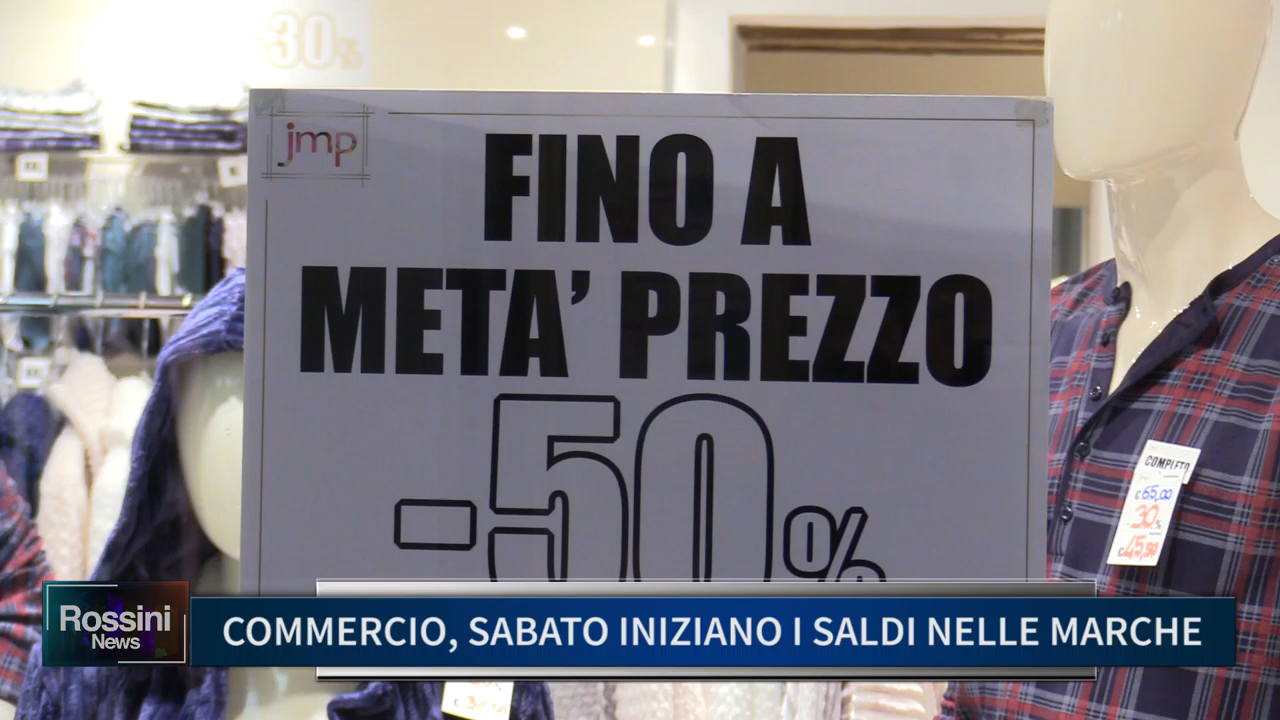 -30%
jmp
FINO A
META' PREZZO
-50%
COMPLETO
€65,00
-30%
€45,50
Rossini
News
COMMERCIO, SABATO INIZIANO I SALDI NELLE MARCHE